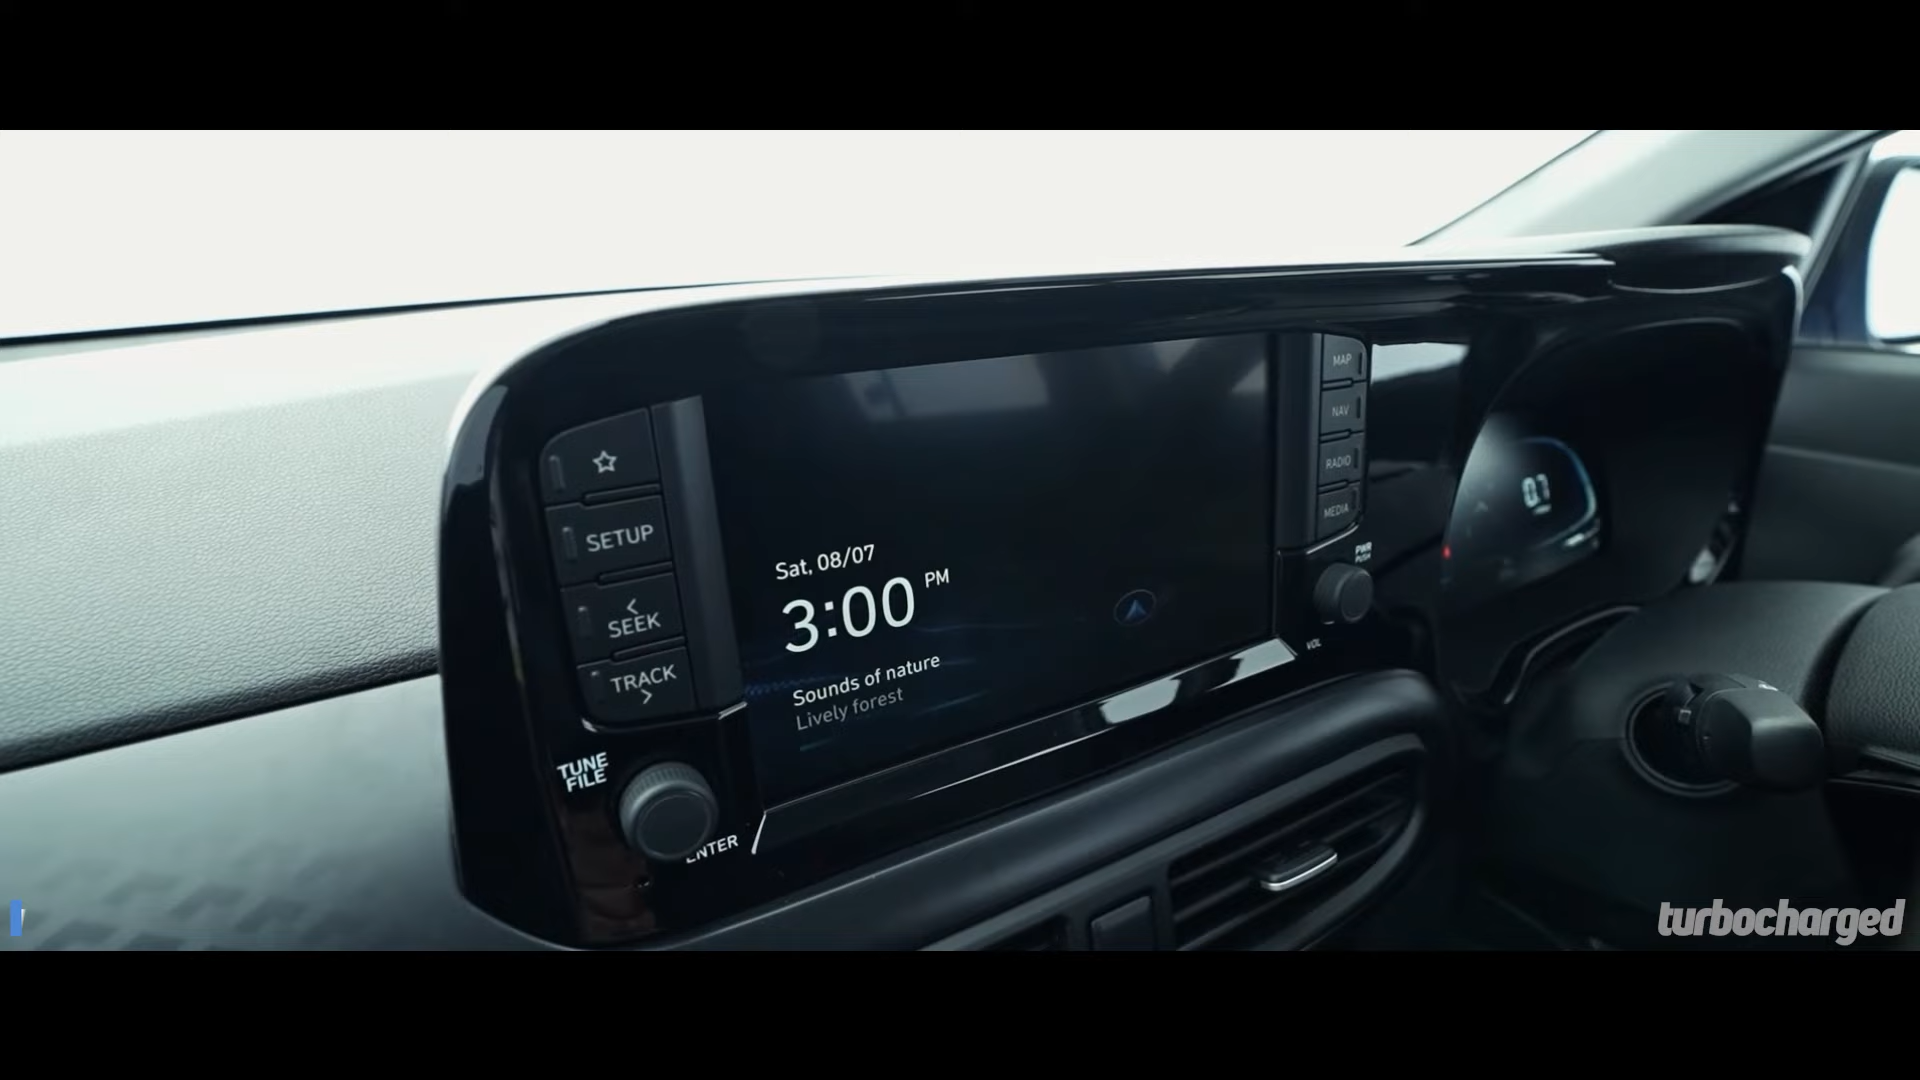 SETUP
<
SEEK
TRACK
>
TUNE
FILE
ENTER
Sat, 08/07
3:00 PM
Sounds of nature
Lively forest
MAP
NAV
RADIO
MEDIA
PWR
PUSH
VOL
turbocharged